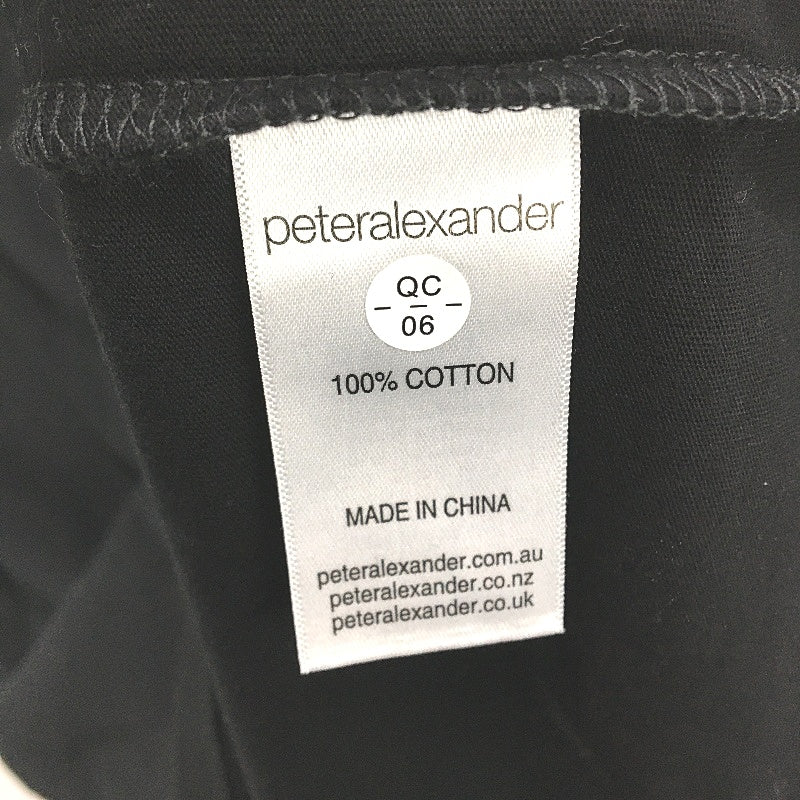 peteralexander
QC
06
100% COTTON
MADE IN CHINA
peteralexander.com.au
peteralexander.co.nz
peteralexander.co.uk